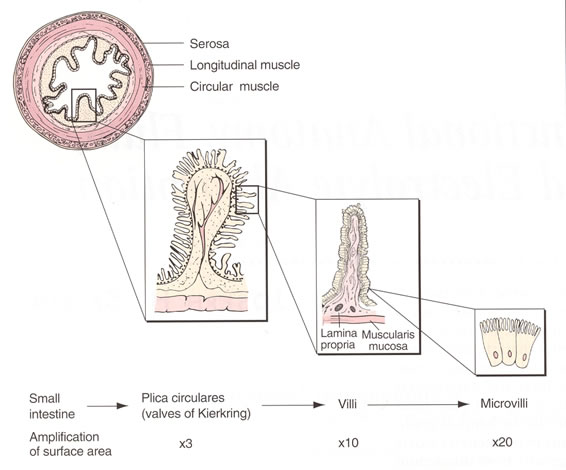 Serosa
Longitudinal muscle
Circular muscle
Lamina
propria
Muscularis
mucosa
Small
intestine
Plica circulares
(valves of Kierkring)
Villi
Microvilli
Amplification
of surface area
x3
x10
x20